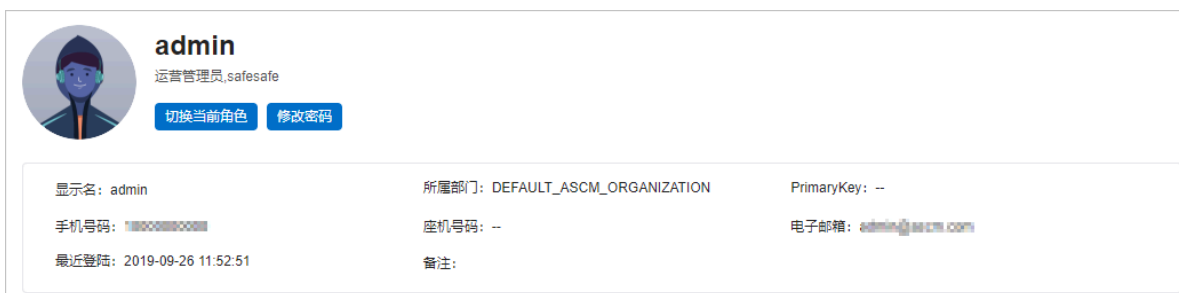 admin
运营管理员,safesafe
切换当前角色 修改密码
显示名：admin 所属部门：DEFAULT_ASCM_ORGANIZATION PrimaryKey：--
手机号码： 座机号码：-- 电子邮箱：
最近登陆：2019-09-26 11:52:51 备注：